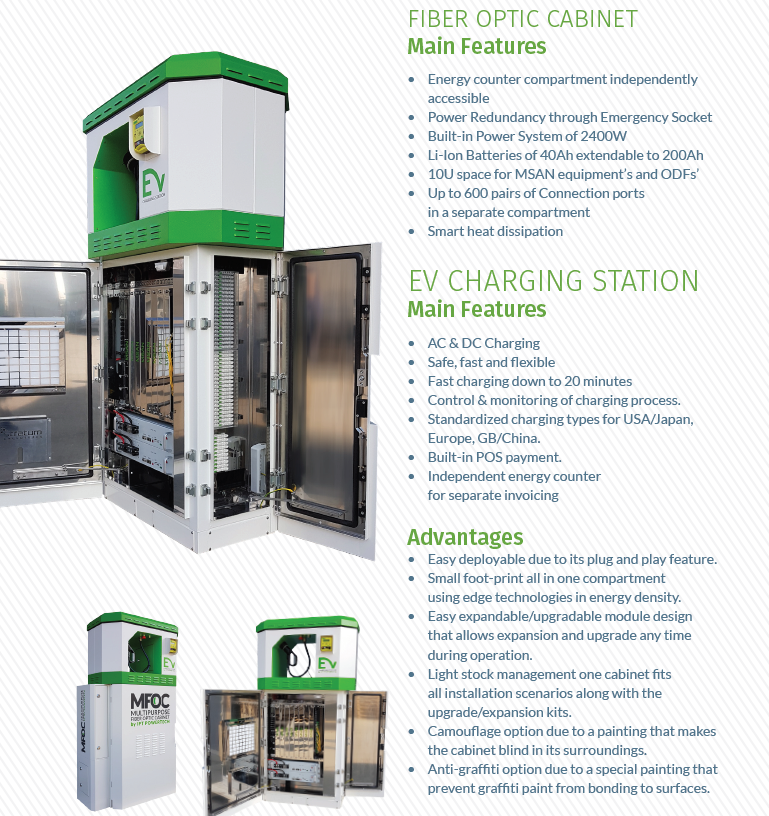 FIBER OPTIC CABINET
Main Features
• Energy counter compartment independently
accessible
• Power Redundancy through Emergency Socket
• Built-in Power System of 2400W
• Li-Ion Batteries of 40Ah extendable to 200Ah
• 10U space for MSAN equipment's and ODFs'
• Up to 600 pairs of Connection ports
in a separate compartment
• Smart heat dissipation
EV CHARGING STATION
Main Features
• AC & DC Charging
• Safe, fast and flexible
• Fast charging down to 20 minutes
• Control & monitoring of charging process.
• Standardized charging types for USA/Japan,
Europe, GB/China.
• Built-in POS payment.
• Independent energy counter
for separate invoicing
Advantages
• Easy deployable due to its plug and play feature.
• Small foot-print all in one compartment
using edge technologies in energy density.
• Easy expandable/upgradable module design
that allows expansion and upgrade any time
during operation.
• Light stock management one cabinet fits
all installation scenarios along with the
upgrade/expansion kits.
• Camouflage option due to a painting that makes
the cabinet blind in its surroundings.
• Anti-graffiti option due to a special painting that
prevent graffiti paint from bonding to surfaces.
EV
EV
MFOC
MFOC
MULTIPURPOSE
FIBER OPTIC CABINET
by IPT POWERTECH
EV